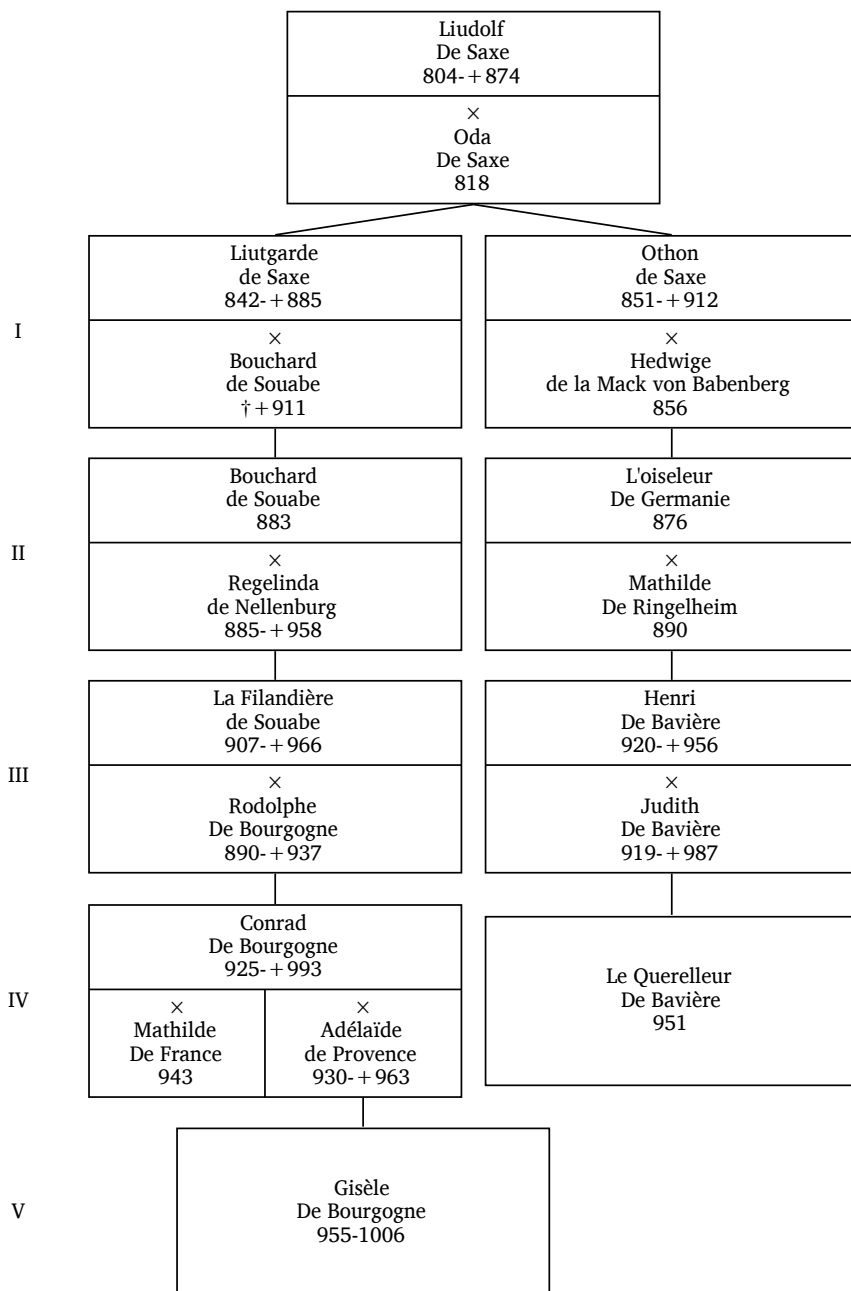 Liudolf
De Saxe
804-+874
×
Oda
De Saxe
818
I
Liutgarde
de Saxe
842-+885
×
Bouchard
de Souabe
†+911
Othon
de Saxe
851-+912
×
Hedwige
de la Mack von Babenberg
856
II
Bouchard
de Souabe
883
×
Regelinda
de Nellenburg
885-+958
L'oiseleur
De Germanie
876
×
Mathilde
De Ringelheim
890
III
La Filandière
de Souabe
907-+966
×
Rodolphe
De Bourgogne
890-+937
Henri
De Bavière
920-+956
×
Judith
De Bavière
919-+987
IV
Conrad
De Bourgogne
925-+993
×
Mathilde
De France
943
×
Adélaïde
de Provence
930-+963
Le Querelleur
De Bavière
951
V
Gisèle
De Bourgogne
955-1006